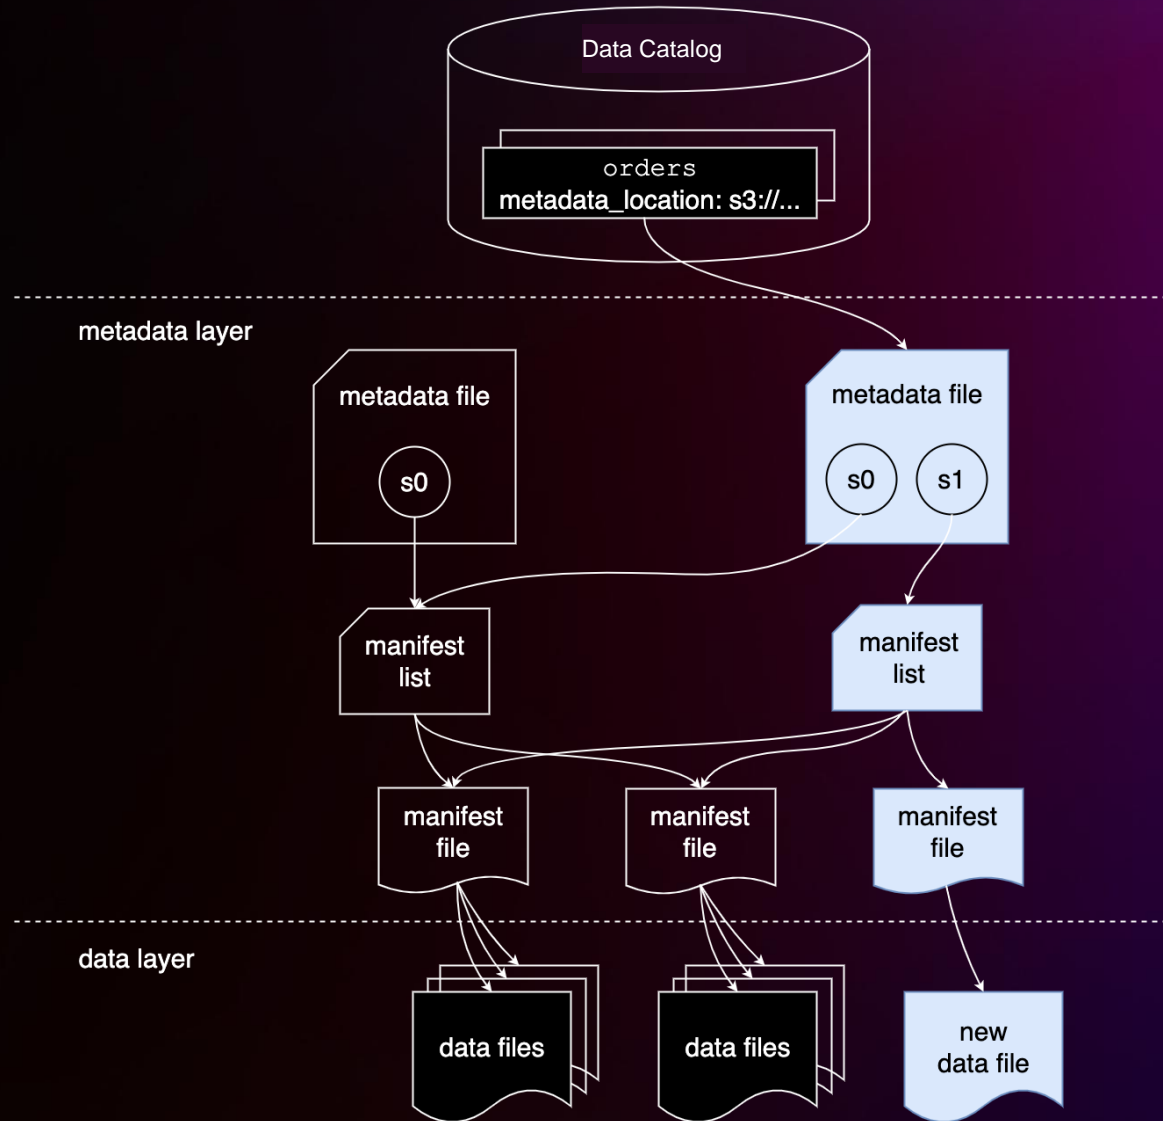 Data Catalog
orders
metadata_location: s3://...
metadata layer
metadata file
s0
metadata file
s0
s1
manifest
list
manifest
list
manifest
file
manifest
file
manifest
file
data layer
data files
data files
new
data file